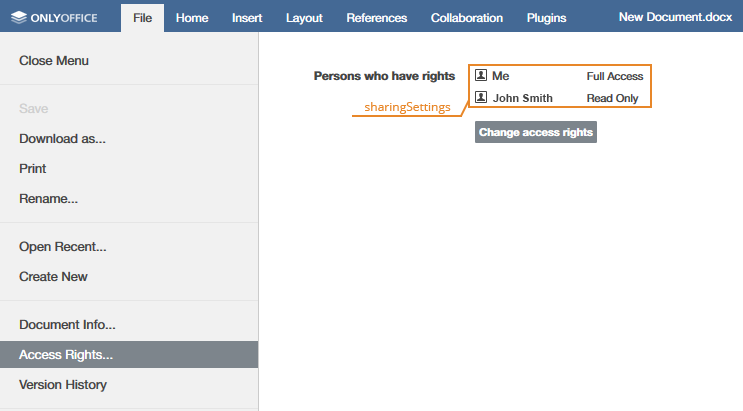 ONLYOFFICE File Home Insert Layout References Collaboration Plugins New Document.docx
Close Menu
Save
Download as...
Print
Rename...
Open Recent...
Create New
Document Info...
Access Rights...
Version History
Persons who have rights Me Full Access
John Smith Read Only
sharingSettings
Change access rights